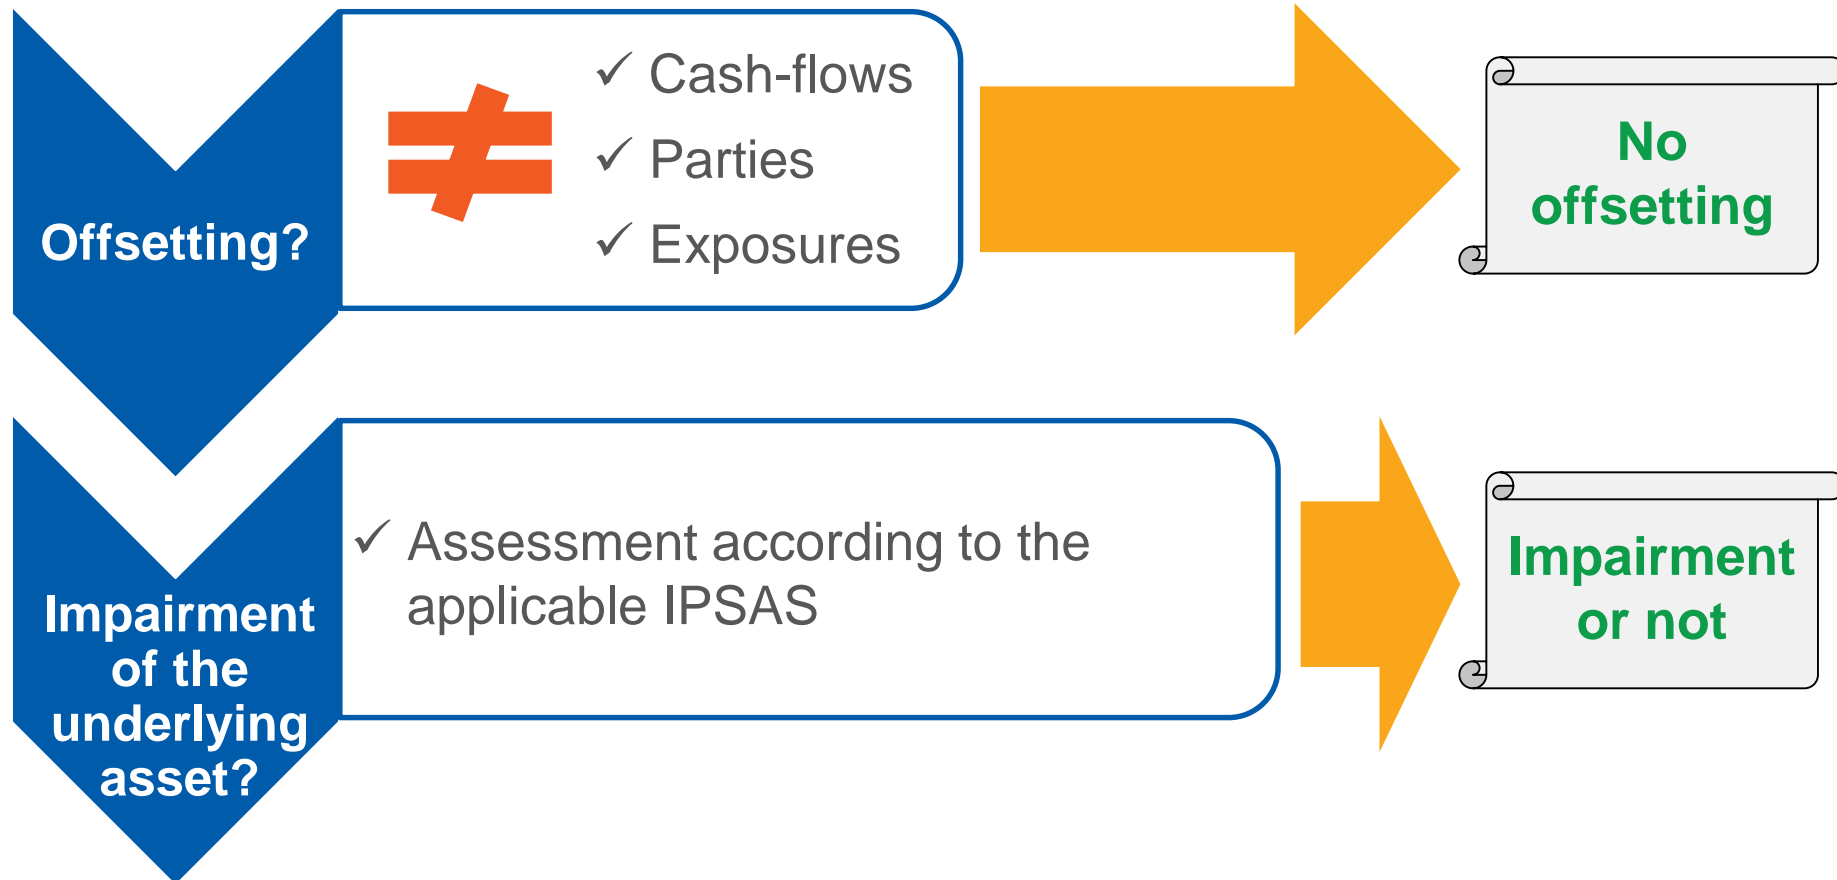 Offsetting?
✓ Cash-flows
✓ Parties
✓ Exposures
No
offsetting
Impairment
of the
underlying
asset?
✓ Assessment according to the
applicable IPSAS
Impairment
or not